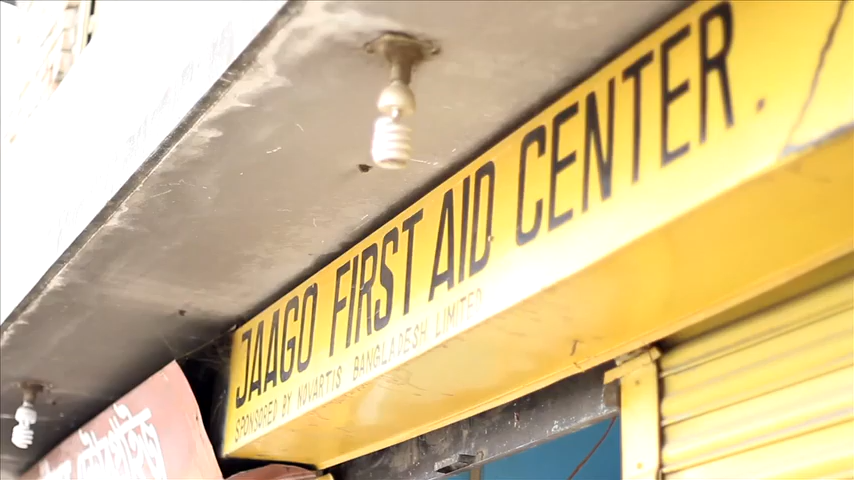 JAAGO FIRST AID CENTER.
SPONSORED BY NOVARTIS BANGLADESH LIMITED